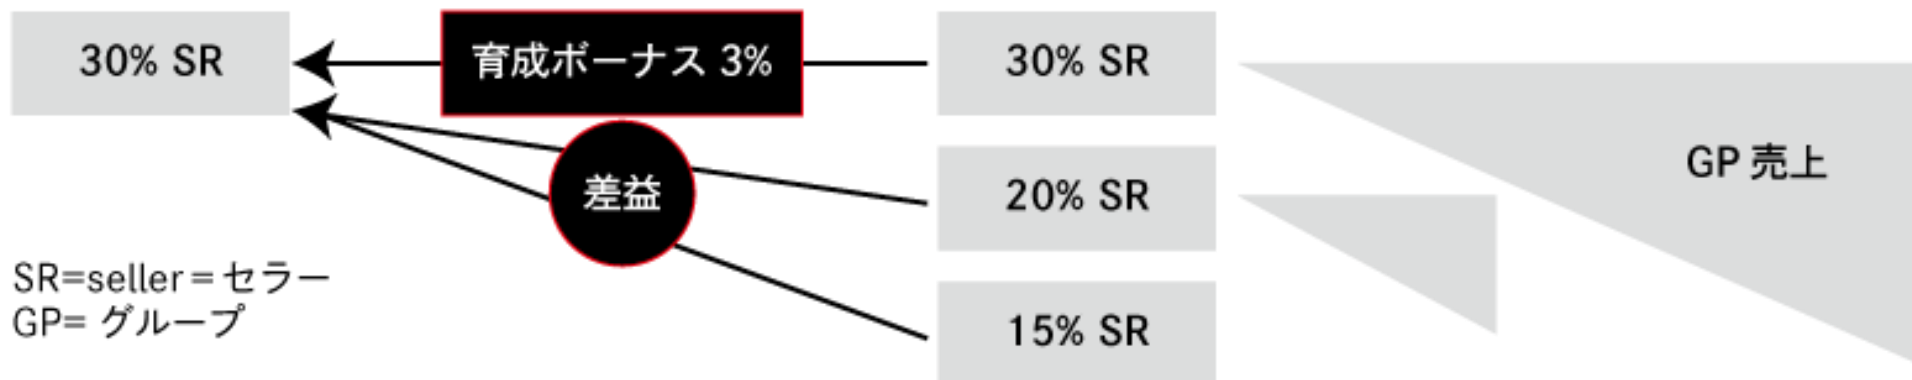 30% SR
育成ボーナス 3%
30% SR
GP 売上
差益
20% SR
15% SR
SR=seller = セラー
GP= グループ